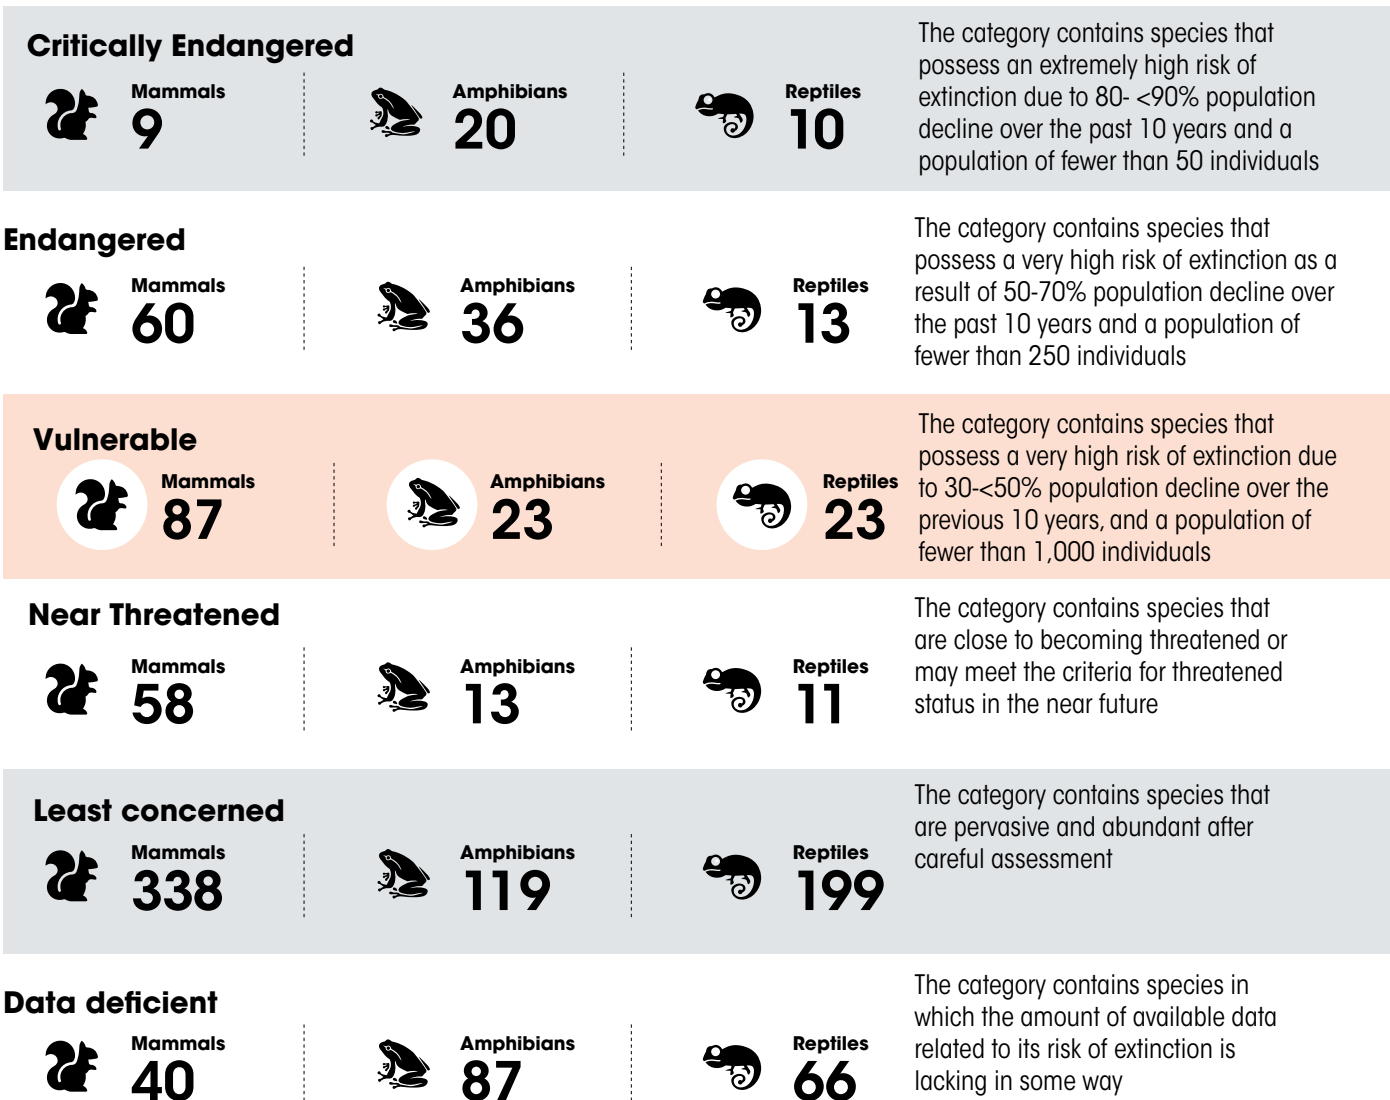 Critically Endangered
Mammals
9
Amphibians
20
Reptiles
10
The category contains species that
possess an extremely high risk of
extinction due to 80- <90% population
decline over the past 10 years and a
population of fewer than 50 individuals
Endangered
Mammals
60
Amphibians
36
Reptiles
13
The category contains species that
possess a very high risk of extinction as a
result of 50-70% population decline over
the past 10 years and a population of
fewer than 250 individuals
Vulnerable
Mammals
87
Amphibians
23
Reptiles
23
The category contains species that
possess a very high risk of extinction due
to 30-<50% population decline over the
previous 10 years, and a population of
fewer than 1,000 individuals
Near Threatened
Mammals
58
Amphibians
13
Reptiles
11
The category contains species that
are close to becoming threatened or
may meet the criteria for threatened
status in the near future
Least concerned
Mammals
338
Amphibians
119
Reptiles
199
The category contains species that
are pervasive and abundant after
careful assessment
Data deficient
Mammals
40
Amphibians
87
Reptiles
66
The category contains species in
which the amount of available data
related to its risk of extinction is
lacking in some way